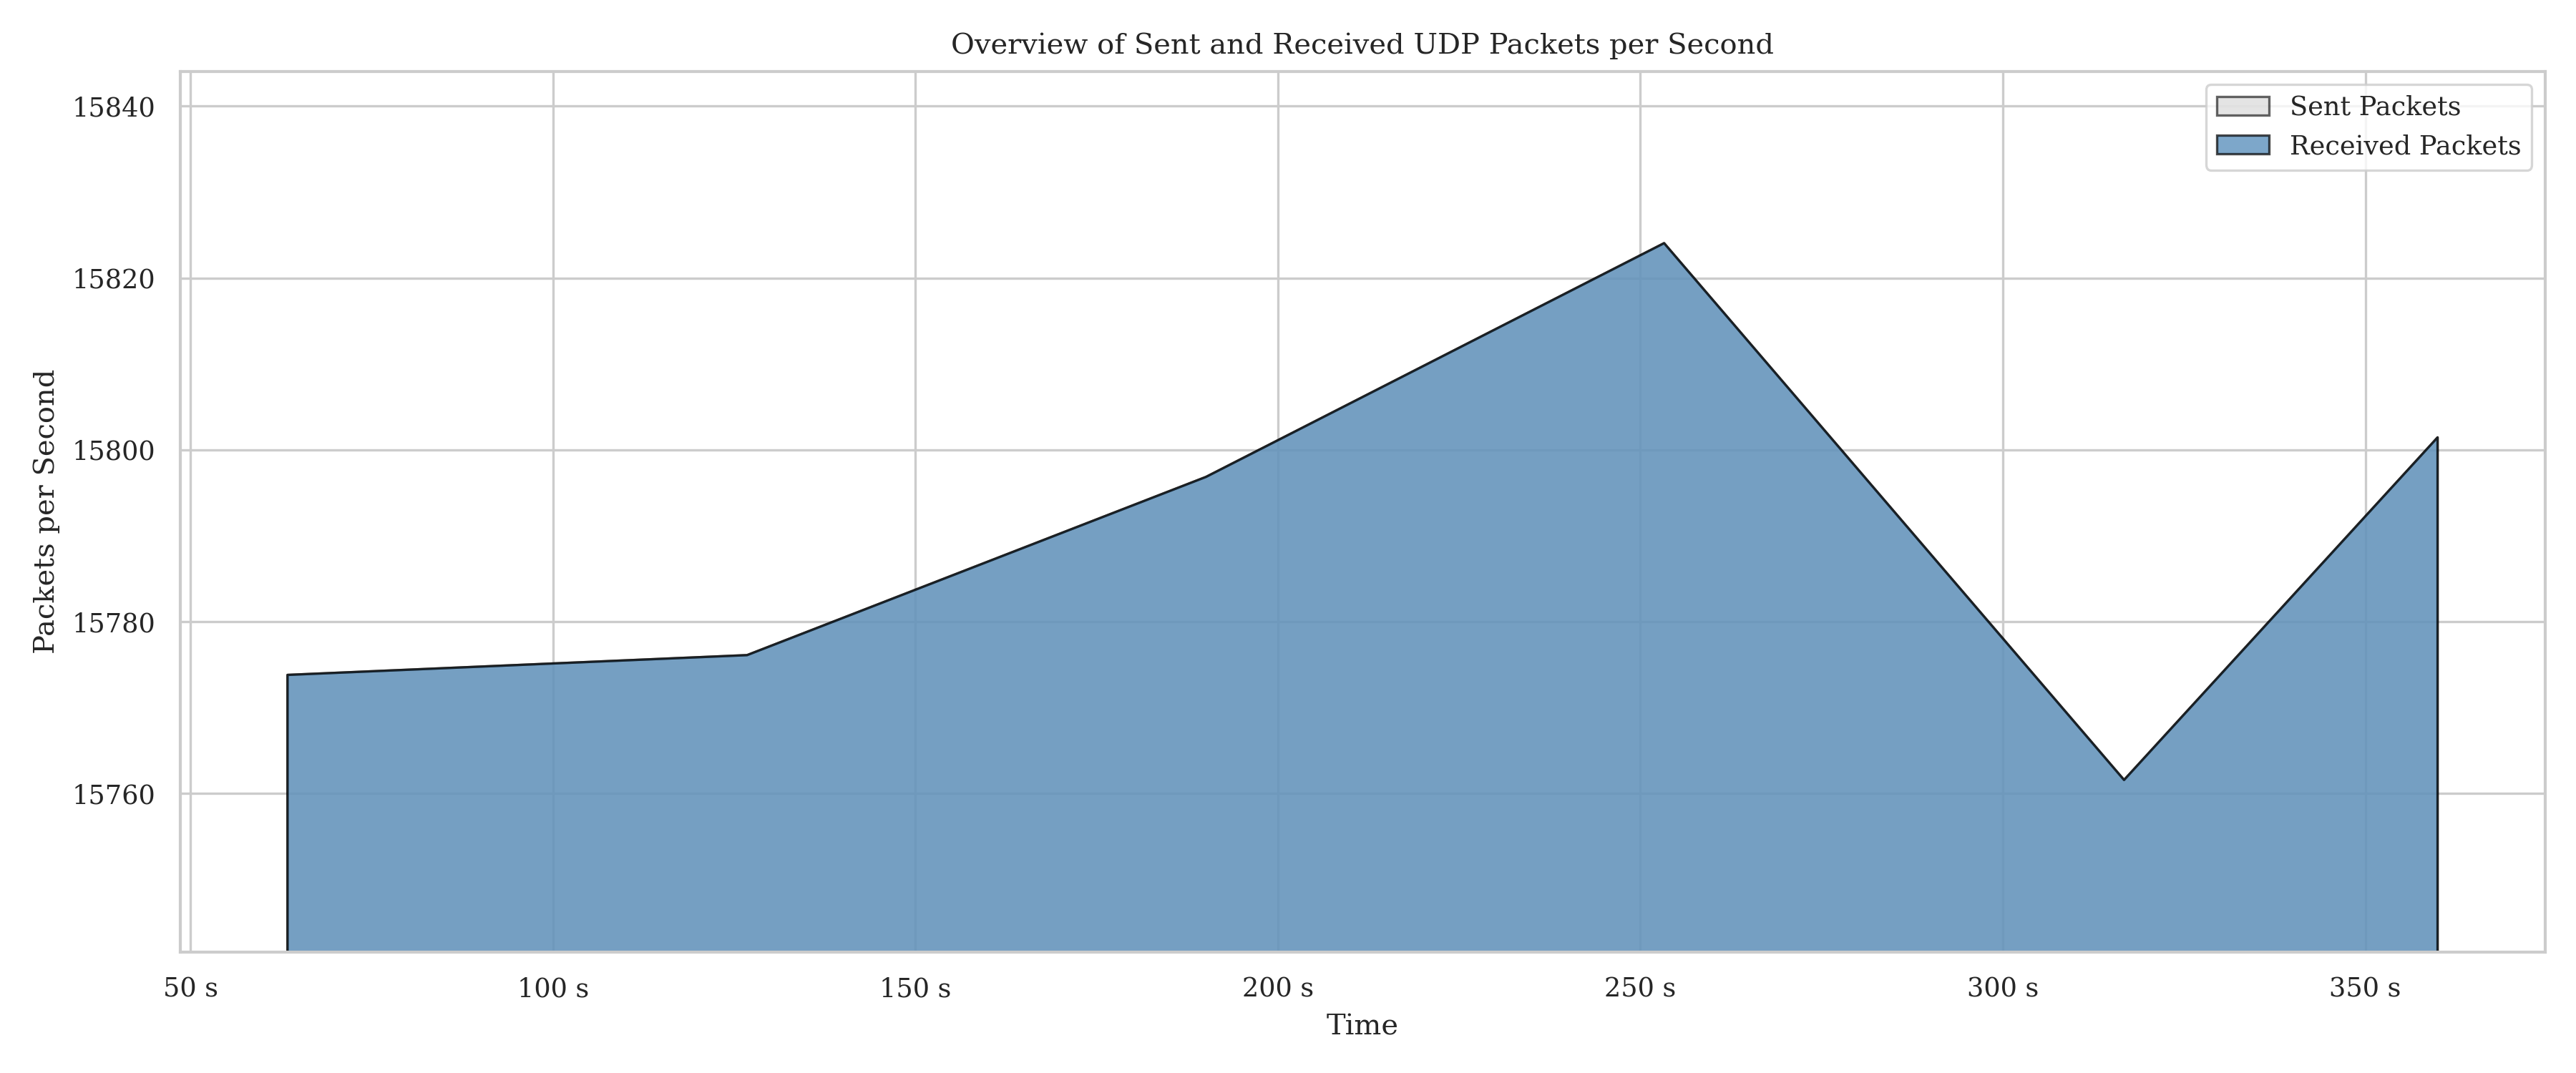 Overview of Sent and Received UDP Packets per Second
Sent Packets
Received Packets
Packets per Second
15840
15820
15800
15780
15760
50 s
100 s
150 s
200 s
250 s
300 s
350 s
Time